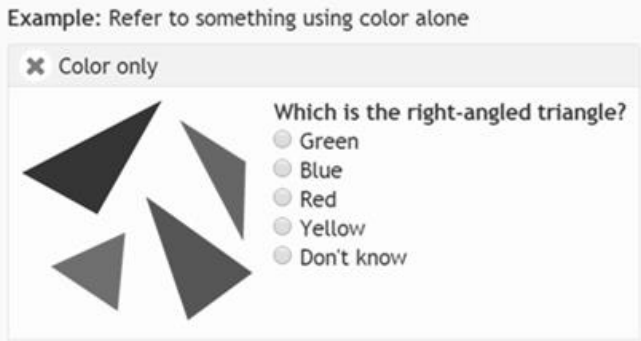 Example: Refer to something using color alone
Color only
Which is the right-angled triangle?
Green
Blue
Red
Yellow
Don't know